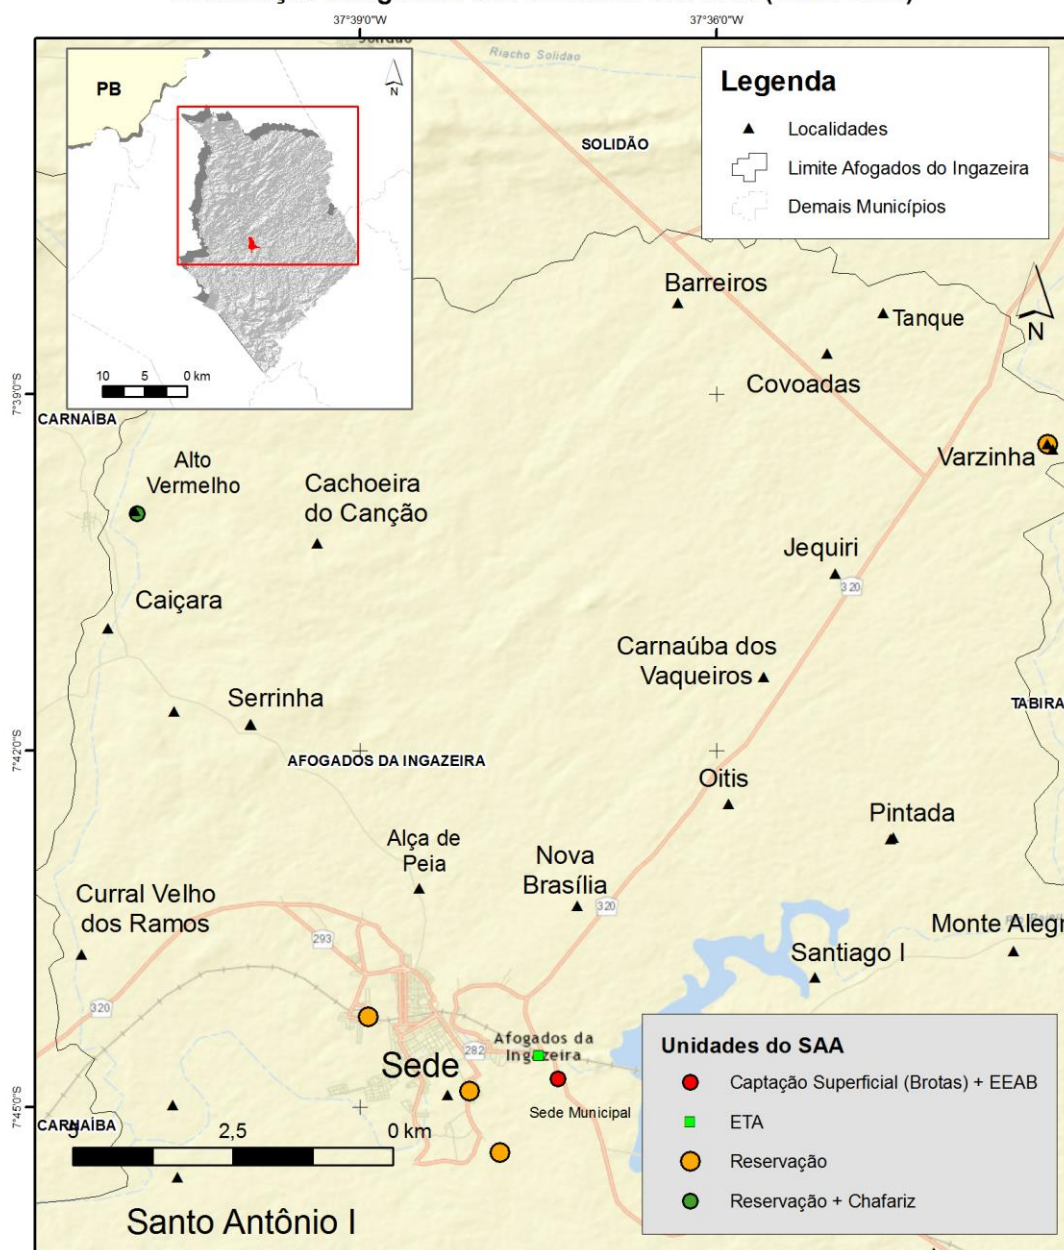 37°39'0"W
37°36'0"W
Riacho Solidao
PB
N
Legenda
Localidades
Limite Afogados do Ingazeira
Demais Municípios
SOLIDÃO
Barreiros
Tanque
N
Covoadas
10 5 0 km
7°39'0"S
CARNAÍBA
Varzinha
Alto
Vermelho
Cachoeira
do Canção
Jequiri
320
Caiçara
Carnaúba dos
Vaqueiros
Serrinha
TABIRA
7°42'0"S
AFOGADOS DA INGAZEIRA
Oitis
Pintada
Alça de
Peia
Nova
Brasília
320
Curral Velho
dos Ramos
293
Monte Alegr
Santiago I
320
Afogados da
Ingazeira
282
Sede
Sede Municipal
Unidades do SAA
Captação Superficial (Brotas) + EEAB
ETA
Reservação
Reservação + Chafariz
7°45'0"S
CARNAÍBA
5 2,5 0 km
Santo Antônio I